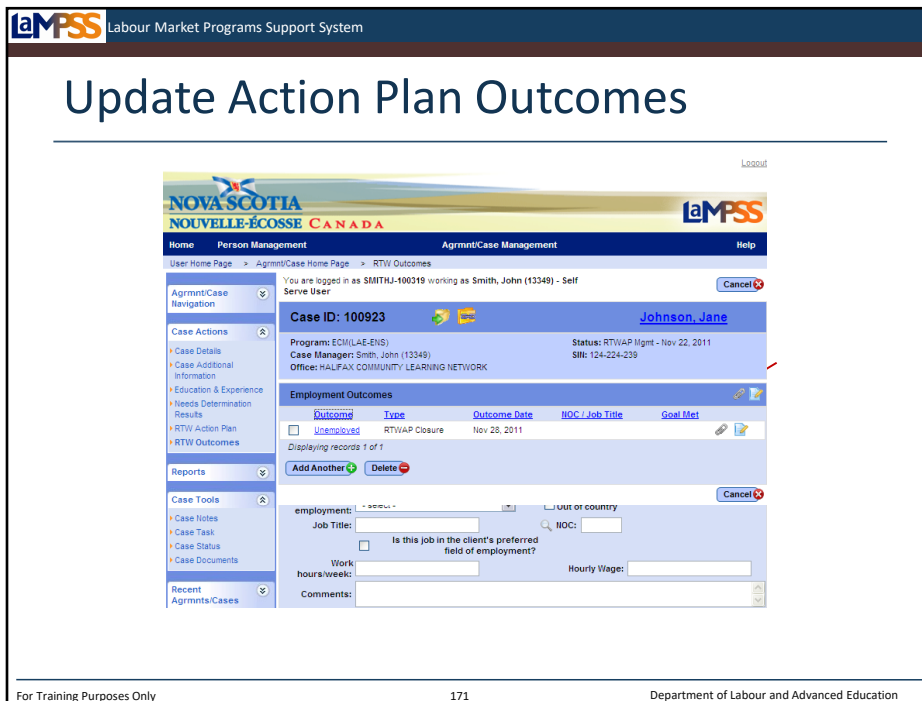 LaMPSS Labour Market Programs Support System
Update Action Plan Outcomes
Logout
NOVA SCOTIA
NOUVELLE-ÉCOSSE CANADA
LaMPSS
Home Person Management Agrmnt/Case Management Help
User Home Page > Agrmnt/Case Home Page > RTW Outcomes
You are logged in as SMITHJ-100319 working as Smith, John (13349) - Self
Serve User
Cancel
Agrmnt/Case
Navigation
Case Actions
Case Details
Case Additional
Information
Education & Experience
Needs Determination
Results
RTW Action Plan
RTW Outcomes
Reports
Case Tools
Case Notes
Case Task
Case Status
Case Documents
Recent
Agrmnts/Cases
Case ID: 100923 Johnson, Jane
Program: ECM(LAE-ENS) Status: RTWAP Mgmt - Nov 22, 2011
Case Manager: Smith, John (13349) SIN: 124-224-239
Office: HALIFAX COMMUNITY LEARNING NETWORK
Employment Outcomes
Outcome Type Outcome Date NOC / Job Title Goal Met
Unemployed RTWAP Closure Nov 28, 2011
Displaying records 1 of 1
Add Another Delete
Cancel
employment: - select - Out of country
Job Title: NOC:
Is this job in the client's preferred
field of employment?
Work
hours/week: Hourly Wage:
Comments:
For Training Purposes Only 171 Department of Labour and Advanced Education